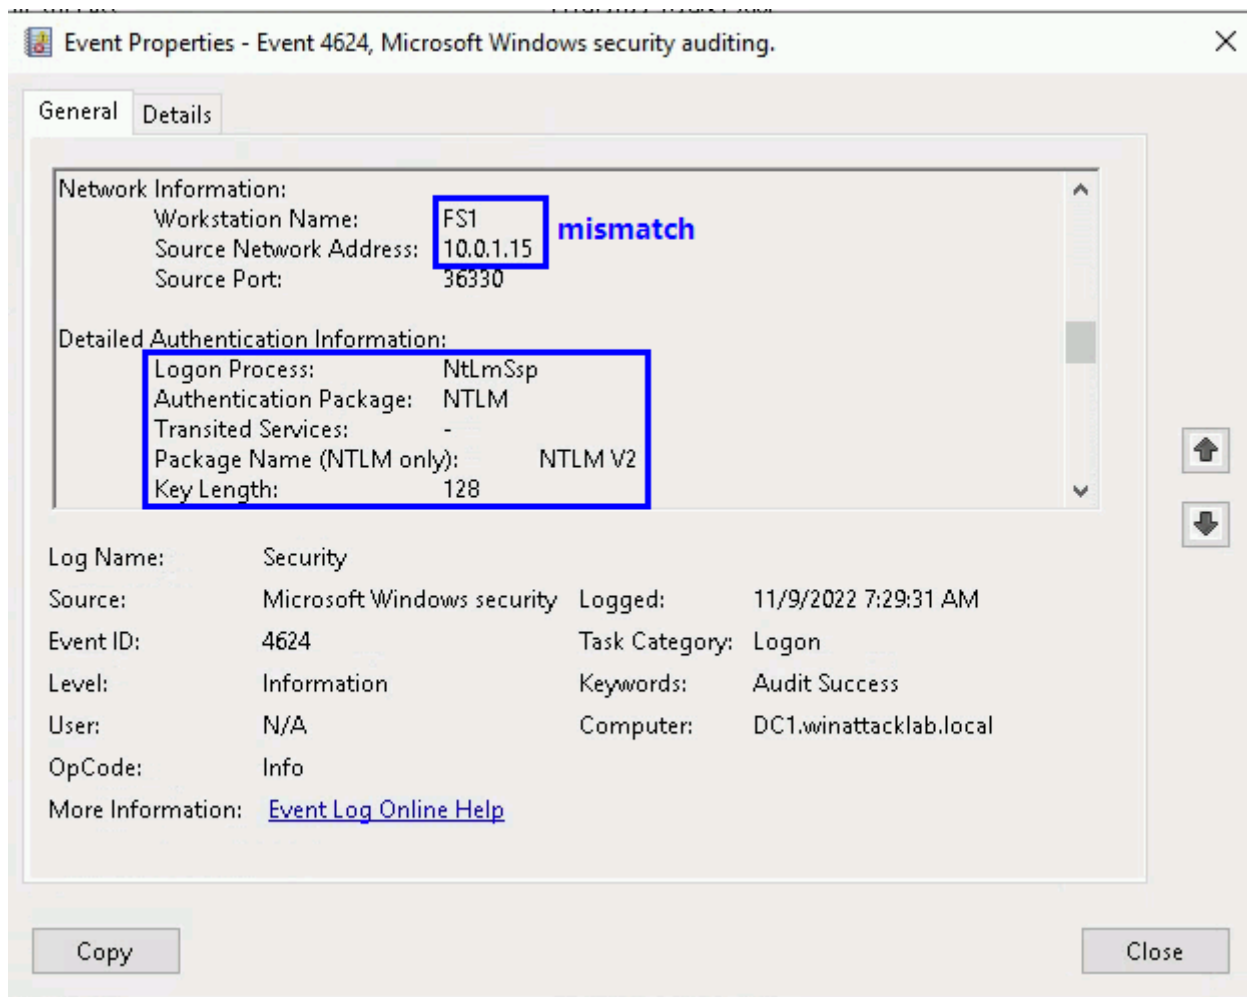 Event Properties - Event 4624, Microsoft Windows security auditing.
General Details
Network Information:
Workstation Name: FS1
mismatch
Source Network Address: 10.0.1.15
Source Port: 36330
Detailed Authentication Information:
Logon Process: NtLmSsp
Authentication Package: NTLM
Transited Services: -
Package Name (NTLM only): NTLM V2
Key Length: 128
Log Name: Security
Source: Microsoft Windows security Logged: 11/9/2022 7:29:31 AM
Event ID: 4624 Task Category: Logon
Level: Information Keywords: Audit Success
User: N/A Computer: DC1.winattacklab.local
OpCode: Info
More Information: Event Log Online Help
Copy Close